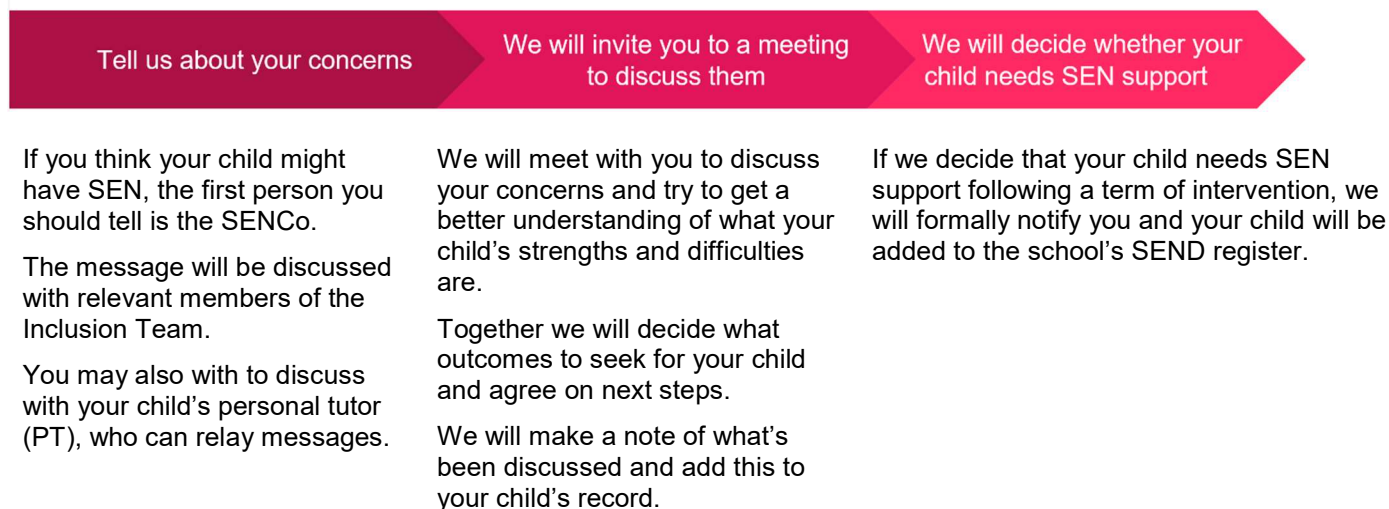 Tell us about your concerns
We will invite you to a meeting
to discuss them
We will decide whether your
child needs SEN support
If you think your child might
have SEN, the first person you
should tell is the SENCo.
The message will be discussed
with relevant members of the
Inclusion Team.
You may also with to discuss
with your child’s personal tutor
(PT), who can relay messages.
We will meet with you to discuss
your concerns and try to get a
better understanding of what your
child’s strengths and difficulties
are.
Together we will decide what
outcomes to seek for your child
and agree on next steps.
We will make a note of what’s
been discussed and add this to
your child’s record.
If we decide that your child needs SEN
support following a term of intervention, we
will formally notify you and your child will be
added to the school’s SEND register.